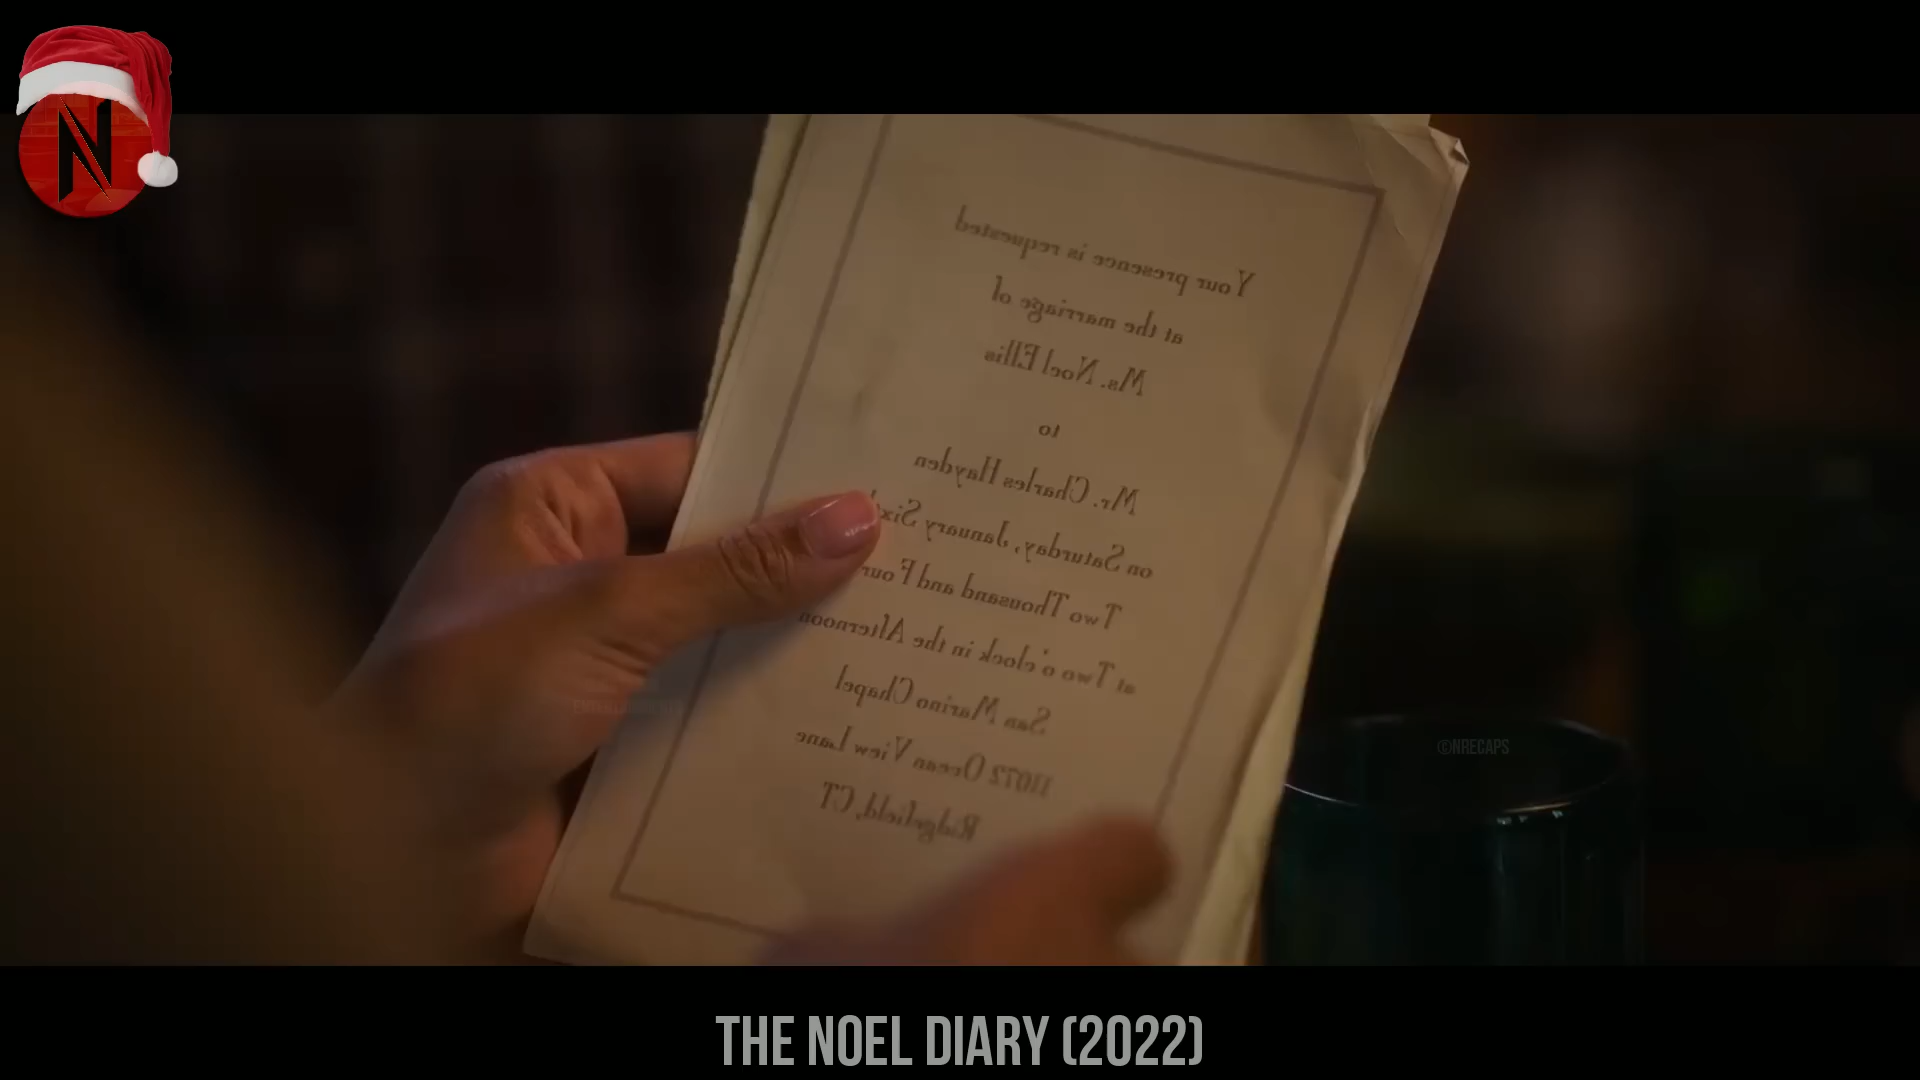 N
Your presence is requested
at the marriage of
Ms. Noel Ellis
to
Mr. Charles Hayden
on Saturday, January
Two Thousand and Four
at Two o'clock in the Afternoon
San Marino Chapel
11072 Ocean View Lane
Ridgefield, CT
©NRECAPS
THE NOEL DIARY (2022)